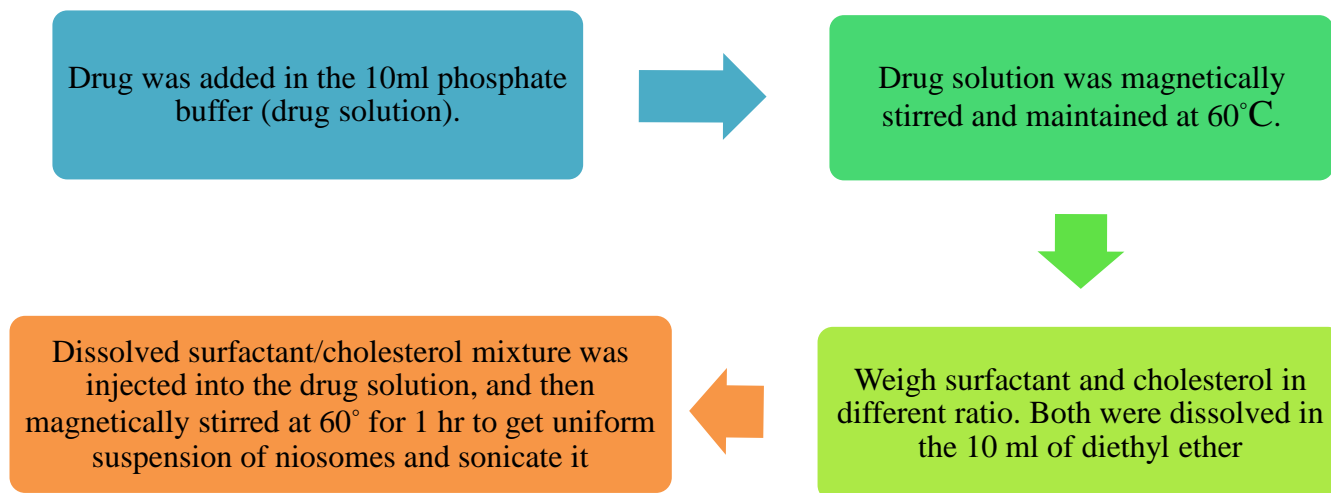 Drug was added in the 10ml phosphate
buffer (drug solution).
Drug solution was magnetically
stirred and maintained at 60°C.
Weigh surfactant and cholesterol in
different ratio. Both were dissolved in
the 10 ml of diethyl ether
Dissolved surfactant/cholesterol mixture was
injected into the drug solution, and then
magnetically stirred at 60° for 1 hr to get uniform
suspension of niosomes and sonicate it